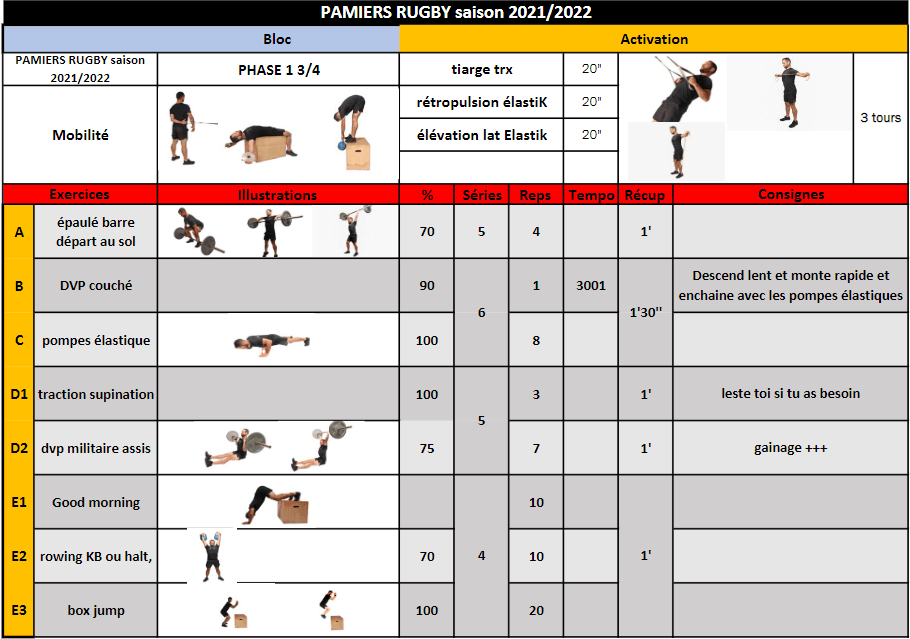 PAMIERS RUGBY saison 2021/2022
Bloc Activation
PAMIERS RUGBY saison
2021/2022
PHASE 1 3/4 tiarge trx 20"
Mobilité rétropulsion élastiK 20"
élévation lat Elastik 20"
3 tours
Exercices Illustrations % Séries Reps Tempo Récup Consignes
A épaulé barre
départ au sol
70 5 4 1'
B DVP couché 90 6 1 3001 1'30''
Descend lent et monte rapide et
enchaine avec les pompes élastiques
C pompes élastique 100 8
D1 traction supination 100 5 3 1' leste toi si tu as besoin
D2 dvp militaire assis 75 7 1' gainage +++
E1 Good morning 10
E2 rowing KB ou halt, 70 4 10 1'
E3 box jump 100 20